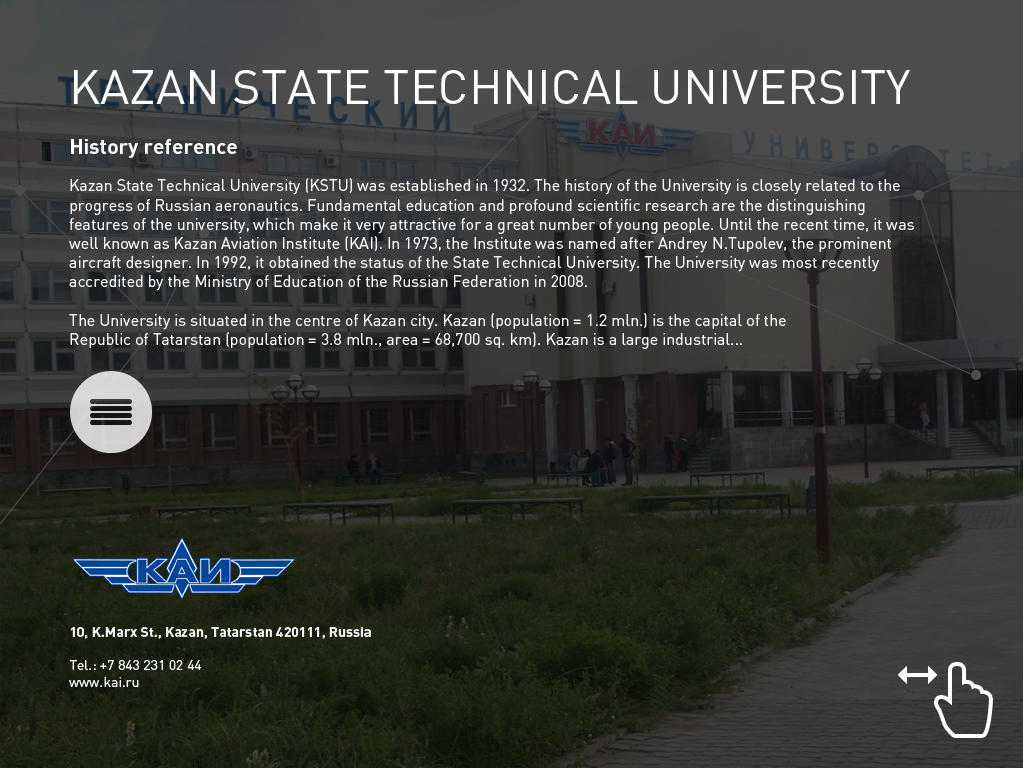 KAZAN STATE TECHNICAL UNIVERSITY
ТЕХНИЧЕСКИЙ
КАИ
УНИВЕРСИТЕТ
History reference
Kazan State Technical University (KSTU) was established in 1932. The history of the University is closely related to the
progress of Russian aeronautics. Fundamental education and profound scientific research are the distinguishing
features of the university, which make it very attractive for a great number of young people. Until the recent time, it was
well known as Kazan Aviation Institute (KAI). In 1973, the Institute was named after Andrey N.Tupolev, the prominent
aircraft designer. In 1992, it obtained the status of the State Technical University. The University was most recently
accredited by the Ministry of Education of the Russian Federation in 2008.
The University is situated in the centre of Kazan city. Kazan (population = 1.2 mln.) is the capital of the
Republic of Tatarstan (population = 3.8 mln., area = 68,700 sq. km). Kazan is a large industrial...
КАИ
10, K.Marx St., Kazan, Tatarstan 420111, Russia
Tel.: +7 843 231 02 44
www.kai.ru